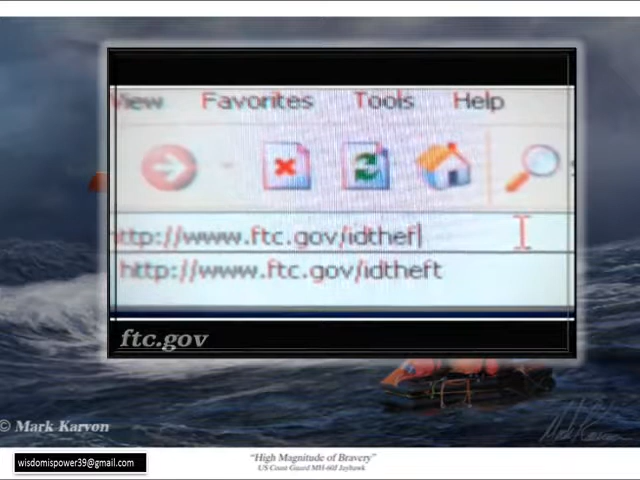 View Favorites Tools Help
http://www.ftc.gov/idthef
http://www.ftc.gov/idtheft
ftc.gov
© Mark Karvon
wisdomispower39@gmail.com
"High Magnitude of Bravery"
US Coast Guard MH-60J Jayhawk